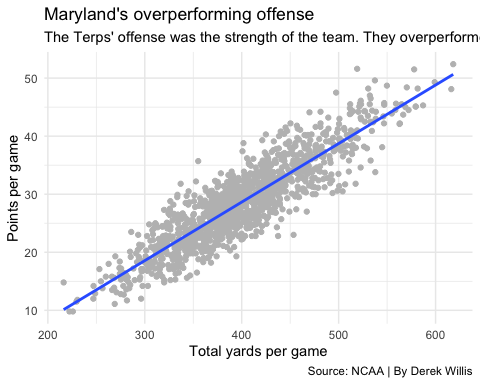 Maryland's overperforming offense
The Terps' offense was the strength of the team. They overperform
50
40
30
20
10
Points per game
200 300 400 500 600
Total yards per game
Source: NCAA | By Derek Willis